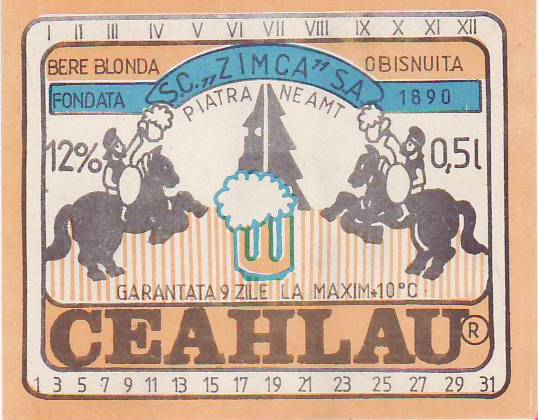 I II III IV V VI VII VIII IX X XI XII
BERE BLONDA
OBISNUITA
S.C. „ZIMCA” S.A.
FONDATA
1890
PIATRA NEAMT
12%
0,5l
GARANTATA 9 ZILE LA MAXIM +10°C
CEAHLAU®
1 3 5 7 9 11 13 15 17 19 21 23 25 27 29 31